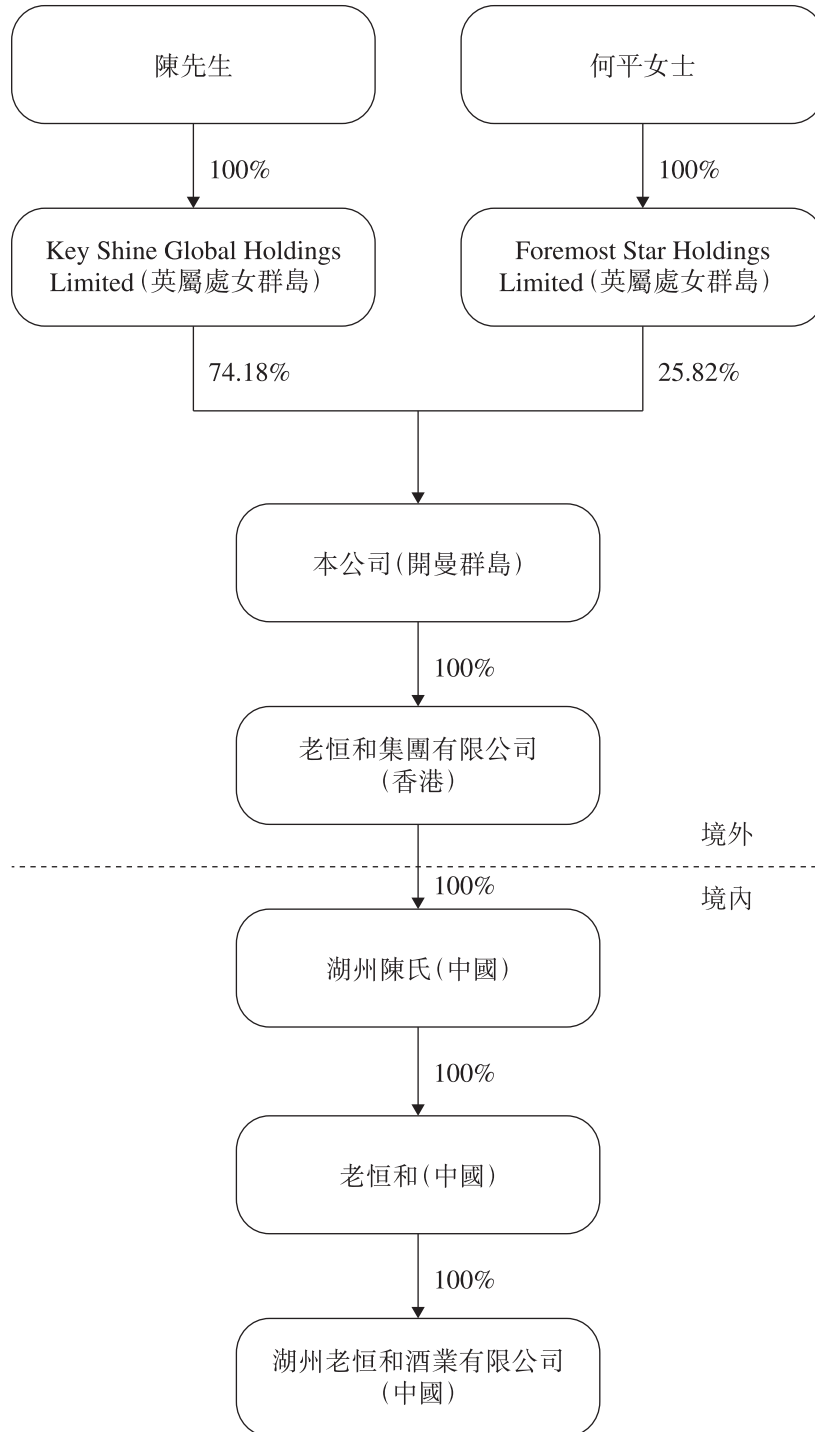 陳先生
何平女士
100%
100%
Key Shine Global Holdings
Limited(英屬處女群島)
Foremost Star Holdings
Limited(英屬處女群島)
74.18%
25.82%
本公司(開曼群島)
100%
老恒和集團有限公司
(香港)
境外
100%
境內
湖州陳氏(中國)
100%
老恒和(中國)
100%
湖州老恒和酒業有限公司
(中國)